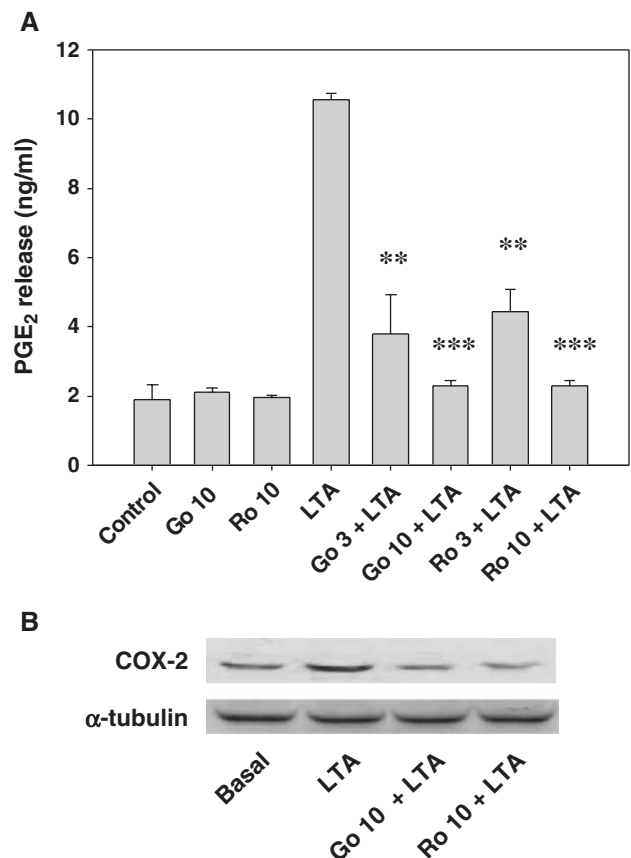 A
12
10
8
6
4
2
0
PGE₂ release (ng/ml)
**
***
**
***
Control
Go 10
Ro 10
LTA
Go 3 + LTA
Go 10 + LTA
Ro 3 + LTA
Ro 10 + LTA
B
COX-2
α-tubulin
Basal
LTA
Go 10 + LTA
Ro 10 + LTA